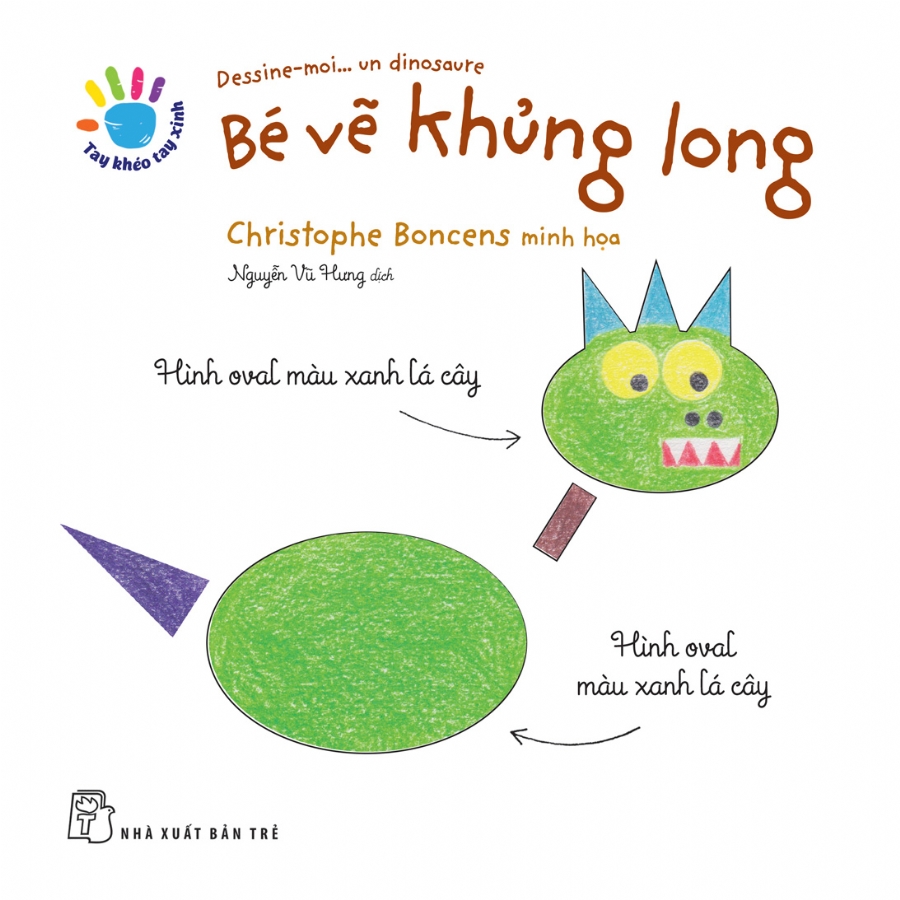 Dessine-moi... un dinosaure
Bé vẽ khủng long
Tay khéo tay xinh
Christophe Boncens minh họa
Nguyễn Vũ Hưng dịch
Hình oval màu xanh lá cây
Hình oval
màu xanh lá cây
T
NHÀ XUẤT BẢN TRẺ